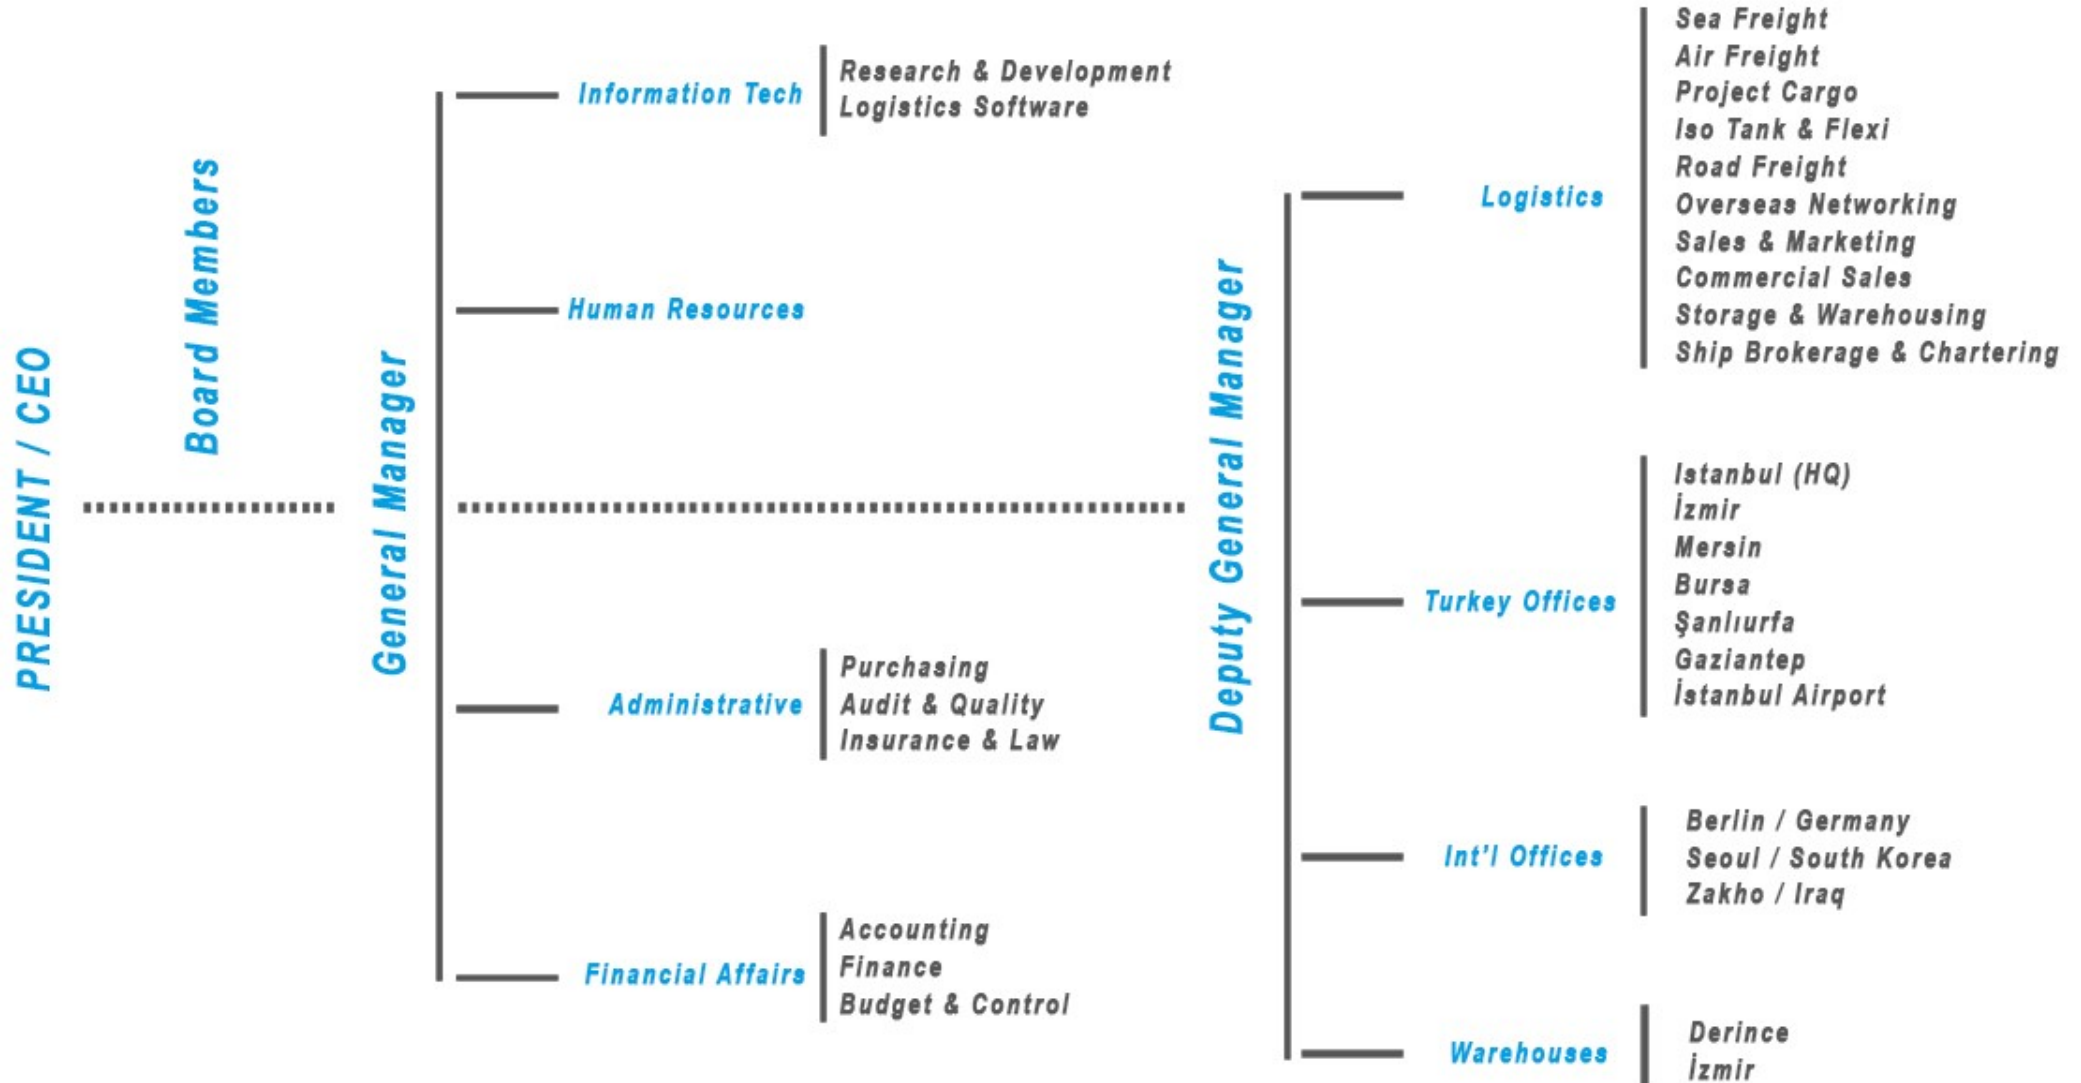 PRESIDENT / CEO
Board Members
General Manager
Information Tech
Research & Development
Logistics Software
Human Resources
Administrative
Purchasing
Audit & Quality
Insurance & Law
Financial Affairs
Accounting
Finance
Budget & Control
Deputy General Manager
Logistics
Sea Freight
Air Freight
Project Cargo
Iso Tank & Flexi
Road Freight
Overseas Networking
Sales & Marketing
Commercial Sales
Storage & Warehousing
Ship Brokerage & Chartering
Turkey Offices
Istanbul (HQ)
İzmir
Mersin
Bursa
Şanlıurfa
Gaziantep
İstanbul Airport
Int'l Offices
Berlin / Germany
Seoul / South Korea
Zakho / Iraq
Warehouses
Derince
İzmir